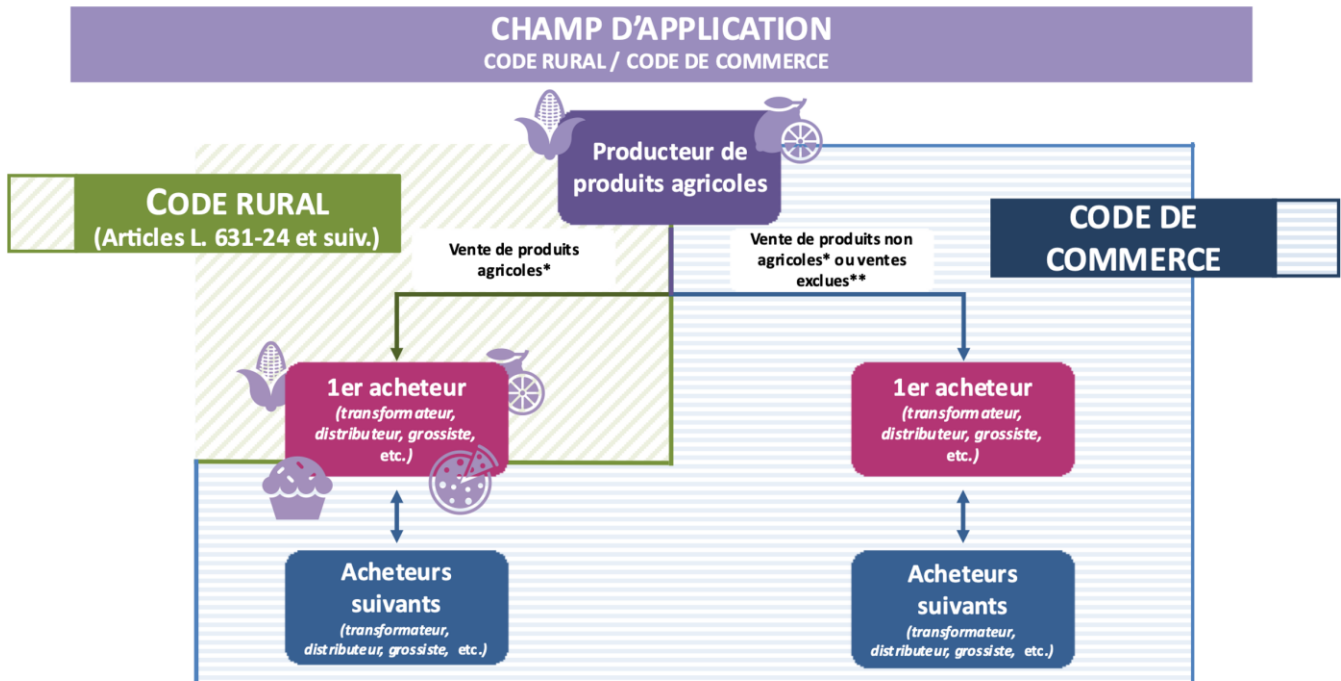 CHAMP D’APPLICATION
CODE RURAL / CODE DE COMMERCE
Producteur de
produits agricoles
CODE RURAL
(Articles L. 631-24 et suiv.)
CODE DE
COMMERCE
Vente de produits
agricoles*
Vente de produits non
agricoles* ou ventes
exclues**
1er acheteur
(transformateur,
distributeur, grossiste,
etc.)
1er acheteur
(transformateur,
distributeur, grossiste,
etc.)
Acheteurs
suivants
(transformateur,
distributeur, grossiste, etc.)
Acheteurs
suivants
(transformateur,
distributeur, grossiste, etc.)